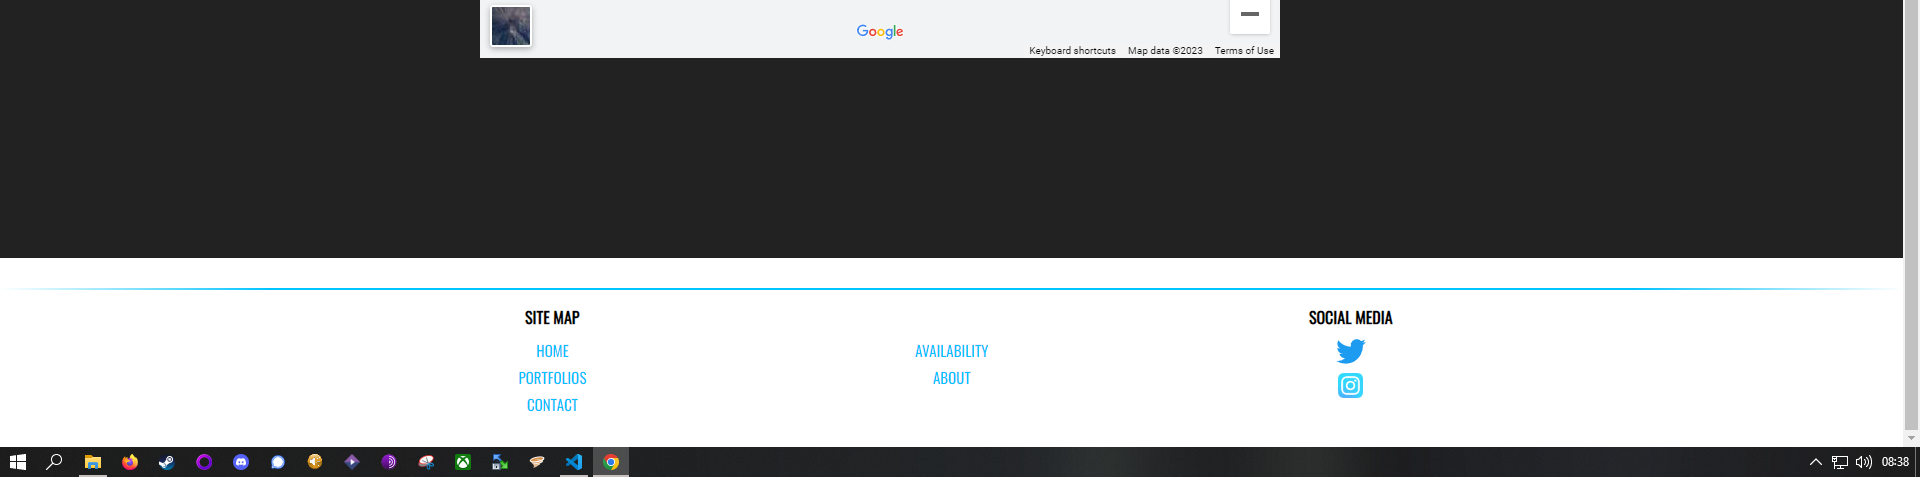 Google
Keyboard shortcuts Map data ©2023 Terms of Use
SITE MAP
HOME
PORTFOLIOS
CONTACT
AVAILABILITY
ABOUT
SOCIAL MEDIA
08:38